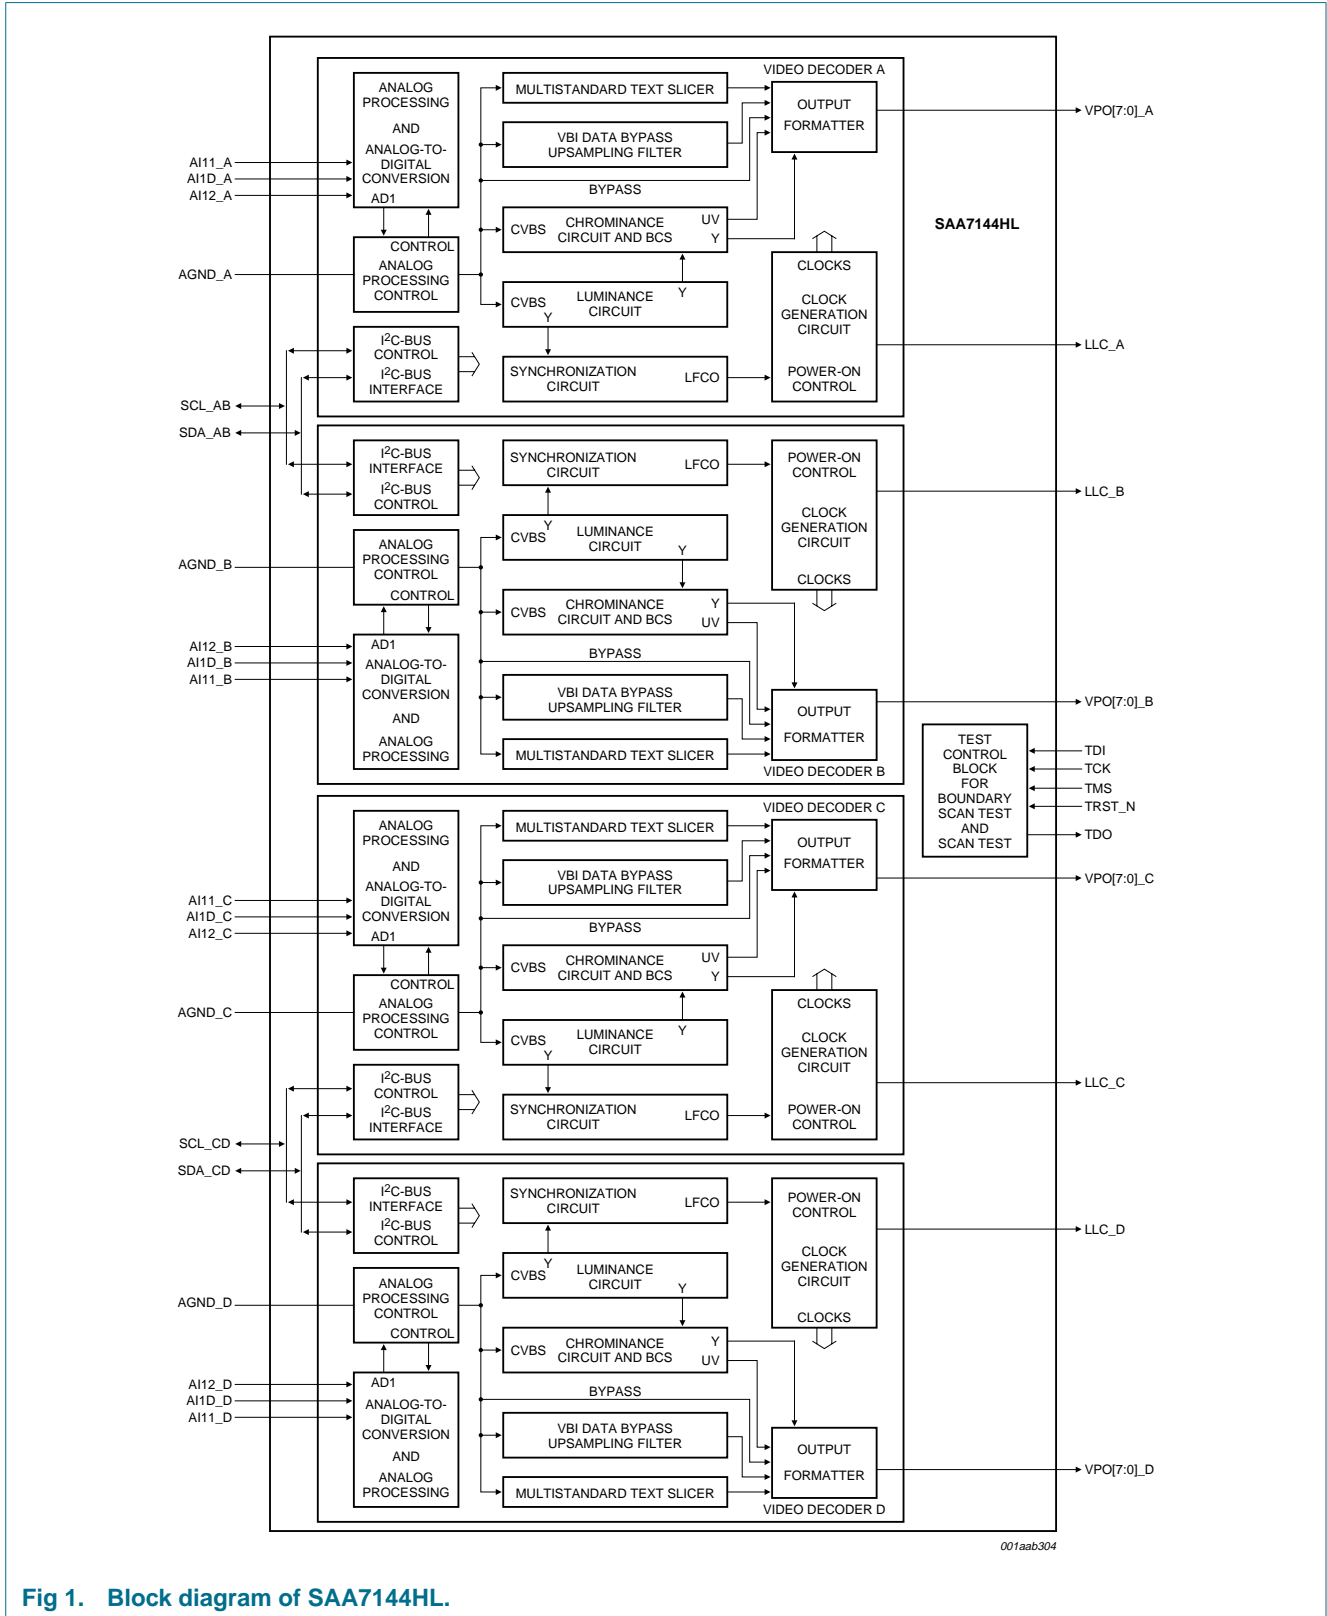 VIDEO DECODER A
ANALOG
PROCESSING
AND
ANALOG-TO-
DIGITAL
CONVERSION
AD1
MULTISTANDARD TEXT SLICER
OUTPUT
FORMATTER
VPO[7:0]_A
VBI DATA BYPASS
UPSAMPLING FILTER
AI11_A
AI1D_A
AI12_A
BYPASS
CONTROL
ANALOG
PROCESSING
CONTROL
AGND_A
CVBS
CHROMINANCE
CIRCUIT AND BCS
UV
Y
SAA7144HL
CLOCKS
CLOCK
GENERATION
CIRCUIT
POWER-ON
CONTROL
CVBS
Y
LUMINANCE
CIRCUIT
Y
LLC_A
I2C-BUS
CONTROL
I2C-BUS
INTERFACE
SYNCHRONIZATION
CIRCUIT
LFCO
SCL_AB
SDA_AB
I2C-BUS
INTERFACE
I2C-BUS
CONTROL
SYNCHRONIZATION
CIRCUIT
LFCO
POWER-ON
CONTROL
CLOCK
GENERATION
CIRCUIT
CLOCKS
LLC_B
CVBS
Y
LUMINANCE
CIRCUIT
Y
ANALOG
PROCESSING
CONTROL
CONTROL
AGND_B
CVBS
CHROMINANCE
CIRCUIT AND BCS
Y
UV
AI12_B
AI1D_B
AI11_B
AD1
ANALOG-TO-
DIGITAL
CONVERSION
AND
ANALOG
PROCESSING
BYPASS
VBI DATA BYPASS
UPSAMPLING FILTER
OUTPUT
FORMATTER
VPO[7:0]_B
MULTISTANDARD TEXT SLICER
VIDEO DECODER B
TEST
CONTROL
BLOCK
FOR
BOUNDARY
SCAN TEST
AND
SCAN TEST
TDI
TCK
TMS
TRST_N
TDO
VIDEO DECODER C
ANALOG
PROCESSING
AND
ANALOG-TO-
DIGITAL
CONVERSION
AD1
MULTISTANDARD TEXT SLICER
OUTPUT
FORMATTER
VPO[7:0]_C
VBI DATA BYPASS
UPSAMPLING FILTER
AI11_C
AI1D_C
AI12_C
BYPASS
CONTROL
ANALOG
PROCESSING
CONTROL
AGND_C
CVBS
CHROMINANCE
CIRCUIT AND BCS
UV
Y
CLOCKS
CLOCK
GENERATION
CIRCUIT
POWER-ON
CONTROL
CVBS
Y
LUMINANCE
CIRCUIT
Y
LLC_C
I2C-BUS
CONTROL
I2C-BUS
INTERFACE
SYNCHRONIZATION
CIRCUIT
LFCO
SCL_CD
SDA_CD
I2C-BUS
INTERFACE
I2C-BUS
CONTROL
SYNCHRONIZATION
CIRCUIT
LFCO
POWER-ON
CONTROL
CLOCK
GENERATION
CIRCUIT
CLOCKS
LLC_D
CVBS
Y
LUMINANCE
CIRCUIT
Y
ANALOG
PROCESSING
CONTROL
CONTROL
AGND_D
CVBS
CHROMINANCE
CIRCUIT AND BCS
Y
UV
AI12_D
AI1D_D
AI11_D
AD1
ANALOG-TO-
DIGITAL
CONVERSION
AND
ANALOG
PROCESSING
BYPASS
VBI DATA BYPASS
UPSAMPLING FILTER
OUTPUT
FORMATTER
VPO[7:0]_D
MULTISTANDARD TEXT SLICER
VIDEO DECODER D
001aab304
Fig 1. Block diagram of SAA7144HL.